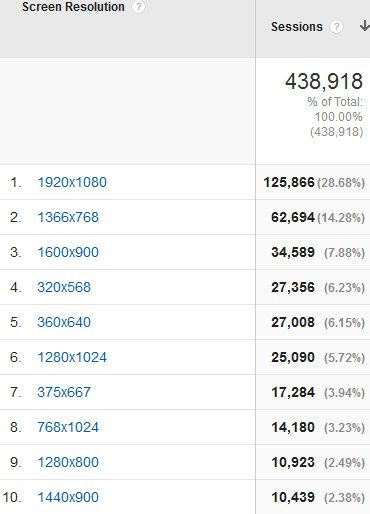 Screen Resolution ?
Sessions ?
438,918
% of Total:
100.00%
(438,918)
1. 1920x1080 125,866 (28.68%)
2. 1366x768 62,694 (14.28%)
3. 1600x900 34,589 (7.88%)
4. 320x568 27,356 (6.23%)
5. 360x640 27,008 (6.15%)
6. 1280x1024 25,090 (5.72%)
7. 375x667 17,284 (3.94%)
8. 768x1024 14,180 (3.23%)
9. 1280x800 10,923 (2.49%)
10. 1440x900 10,439 (2.38%)